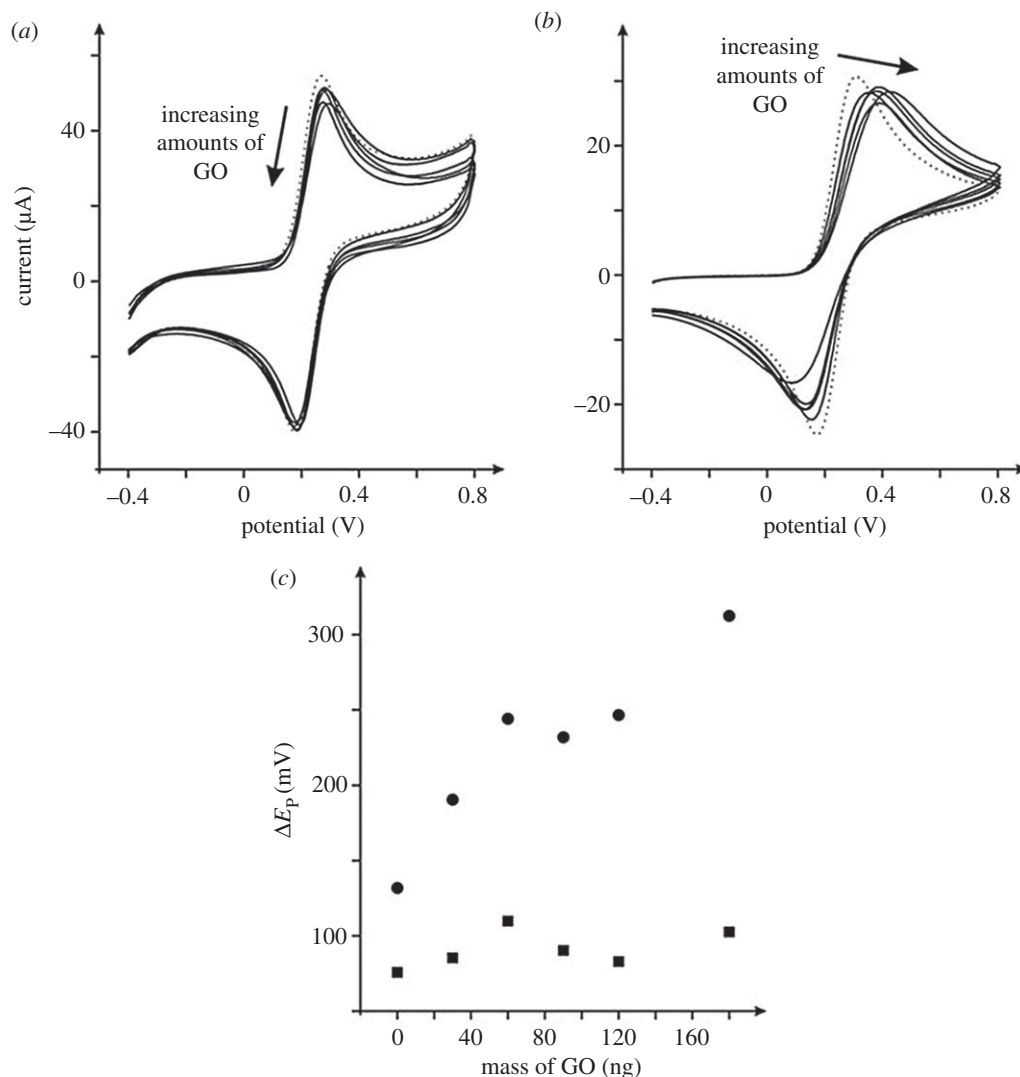 (a)
increasing
amounts of
GO
40
0
–40
current (µA)
–0.4
0
0.4
0.8
potential (V)
(b)
increasing
amounts of
GO
20
0
–10
–20
–0.4
0
0.4
0.8
potential (V)
(c)
300
200
100
ΔEP (mV)
0
40
80
120
160
mass of GO (ng)